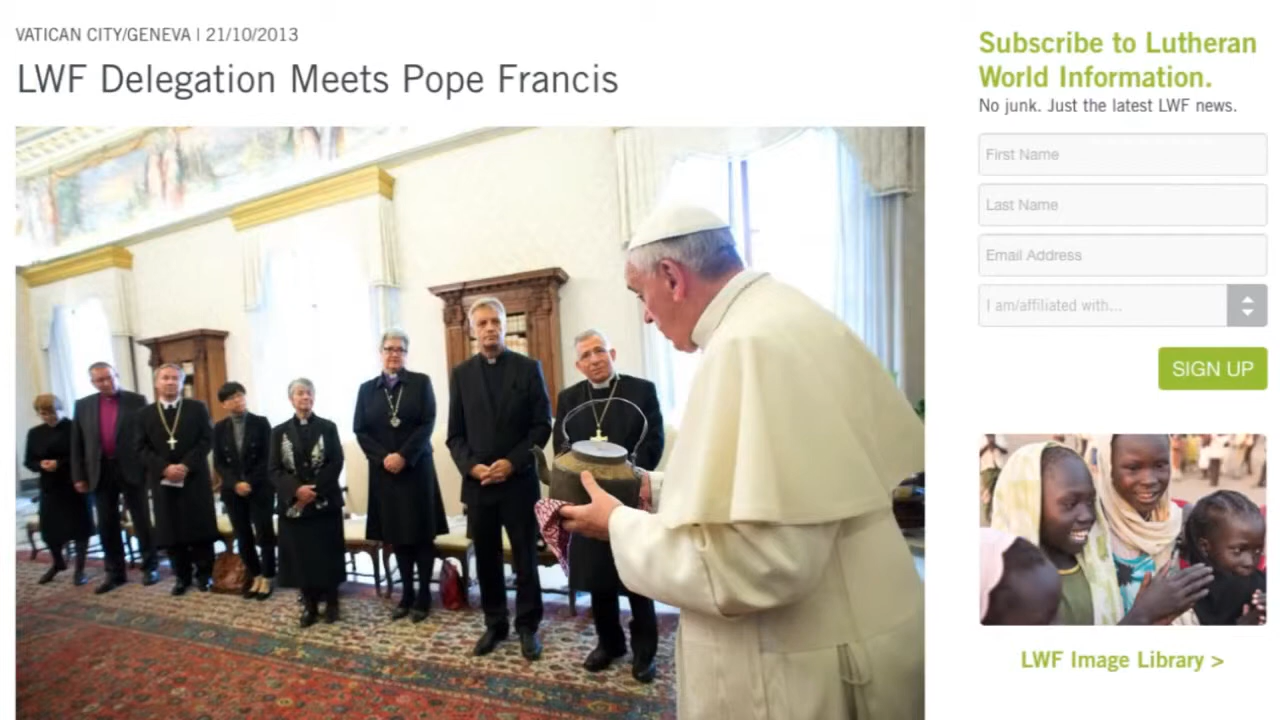 VATICAN CITY/GENEVA | 21/10/2013
LWF Delegation Meets Pope Francis
Subscribe to Lutheran
World Information.
No junk. Just the latest LWF news.
First Name
Last Name
Email Address
I am/affiliated with...
SIGN UP
LWF Image Library >